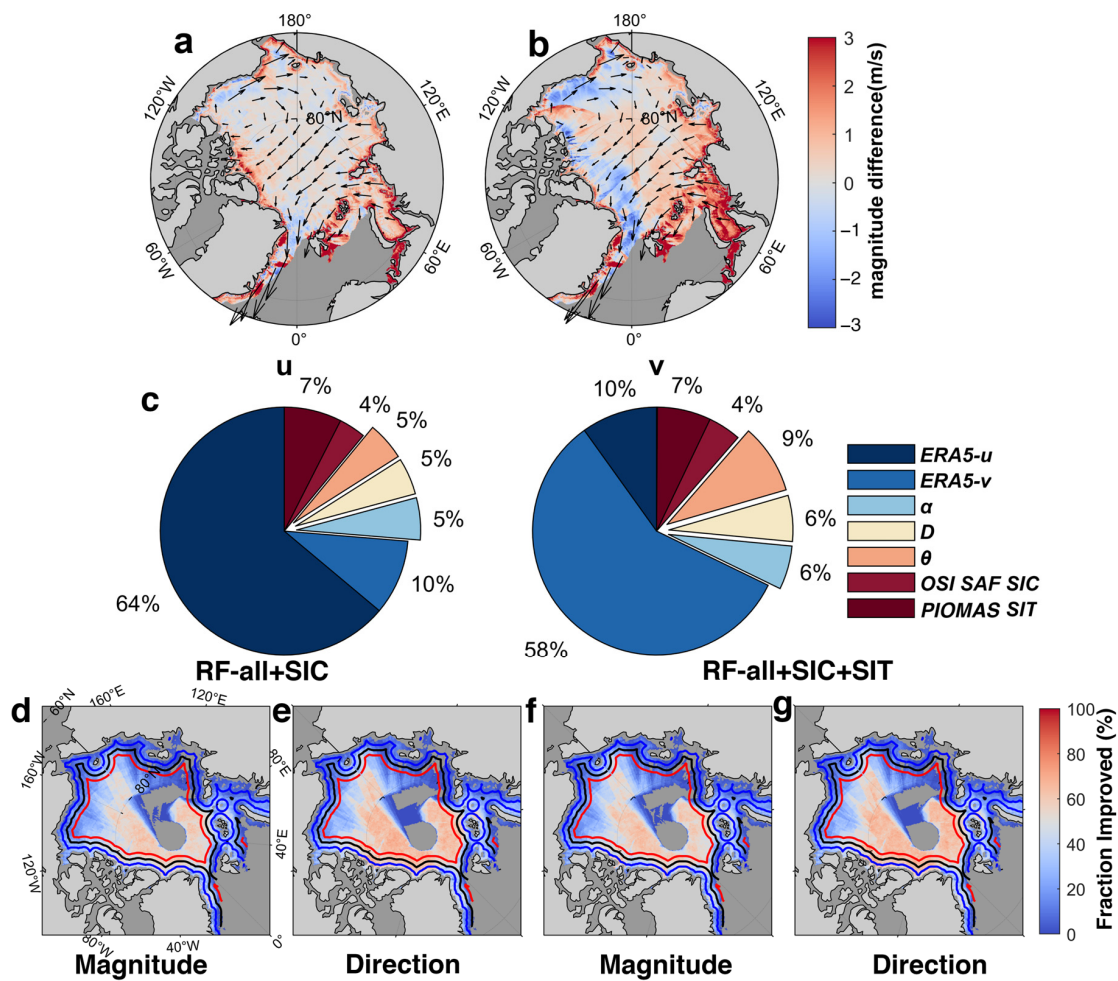 a
180°
120°W
120°E
80°N
60°W
60°E
0°
b
180°
120°W
120°E
80°N
60°W
60°E
0°
3
2
1
0
−1
−2
−3
magnitude difference(m/s)
c
u
7%
4%
5%
5%
5%
10%
64%
v
10%
7%
4%
9%
6%
6%
58%
ERA5-u
ERA5-v
α
D
θ
OSI SAF SIC
PIOMAS SIT
RF-all+SIC
RF-all+SIC+SIT
d
60°N
160°E
120°E
160°W
80°N
80°E
120°W
40°E
80°W
40°W
0°
Magnitude
e
Direction
f
Magnitude
g
Direction
100
80
60
40
20
0
Fraction Improved (%)